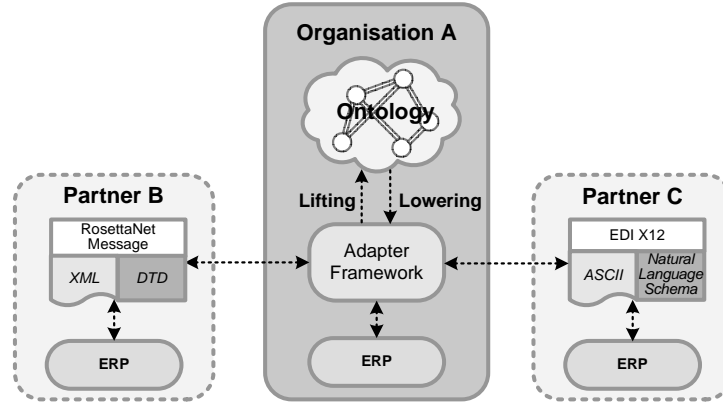 Organisation A
Ontology
Lifting
Lowering
Adapter
Framework
ERP
Partner B
RosettaNet
Message
XML
DTD
ERP
Partner C
EDI X12
ASCII
Natural
Language
Schema
ERP